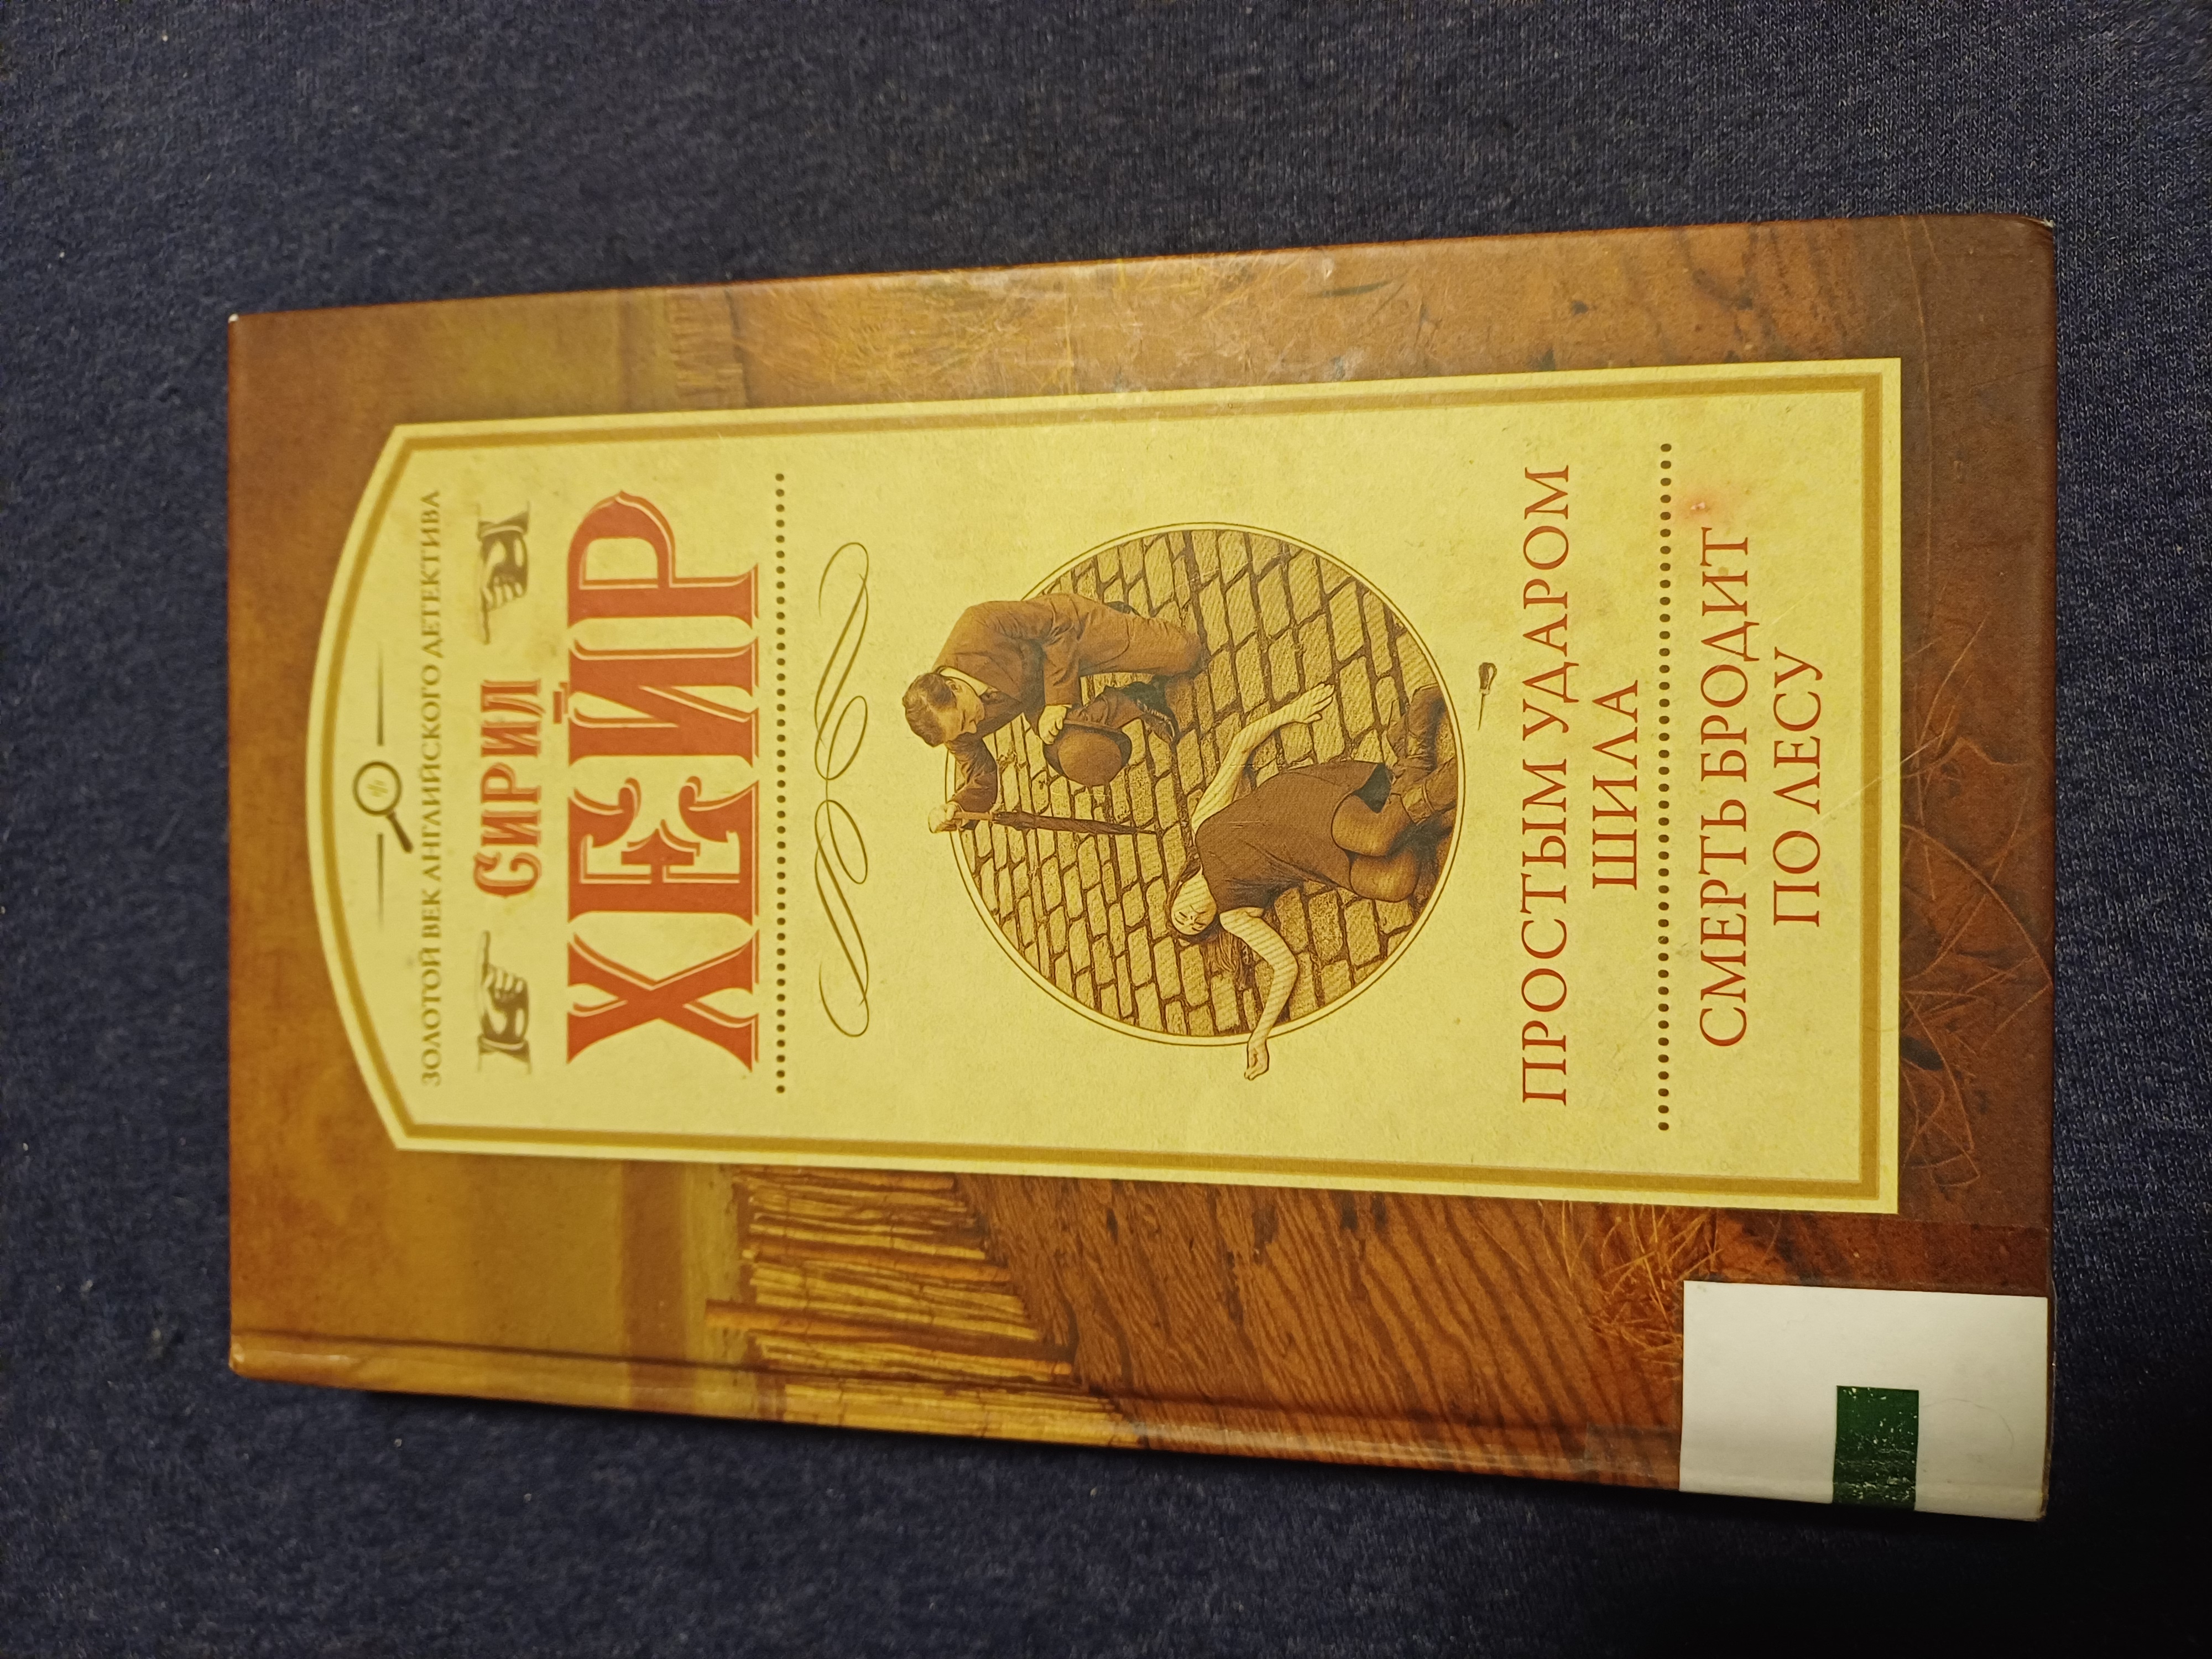 ЗОЛОТОЙ ВЕК АНГЛИЙСКОГО ДЕТЕКТИВА
СИРИЛ
ХЕЙР
ПРОСТЫМ УДАРОМ
ШИЛА
СМЕРТЬ БРОДИТ
ПО ЛЕСУ